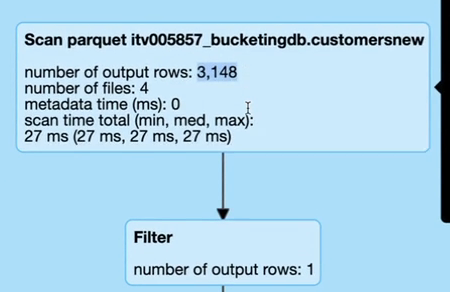 Scan parquet itv005857_bucketingdb.customersnew
number of output rows: 3,148
number of files: 4
metadata time (ms): 0
scan time total (min, med, max):
27 ms (27 ms, 27 ms, 27 ms)
Filter
number of output rows: 1